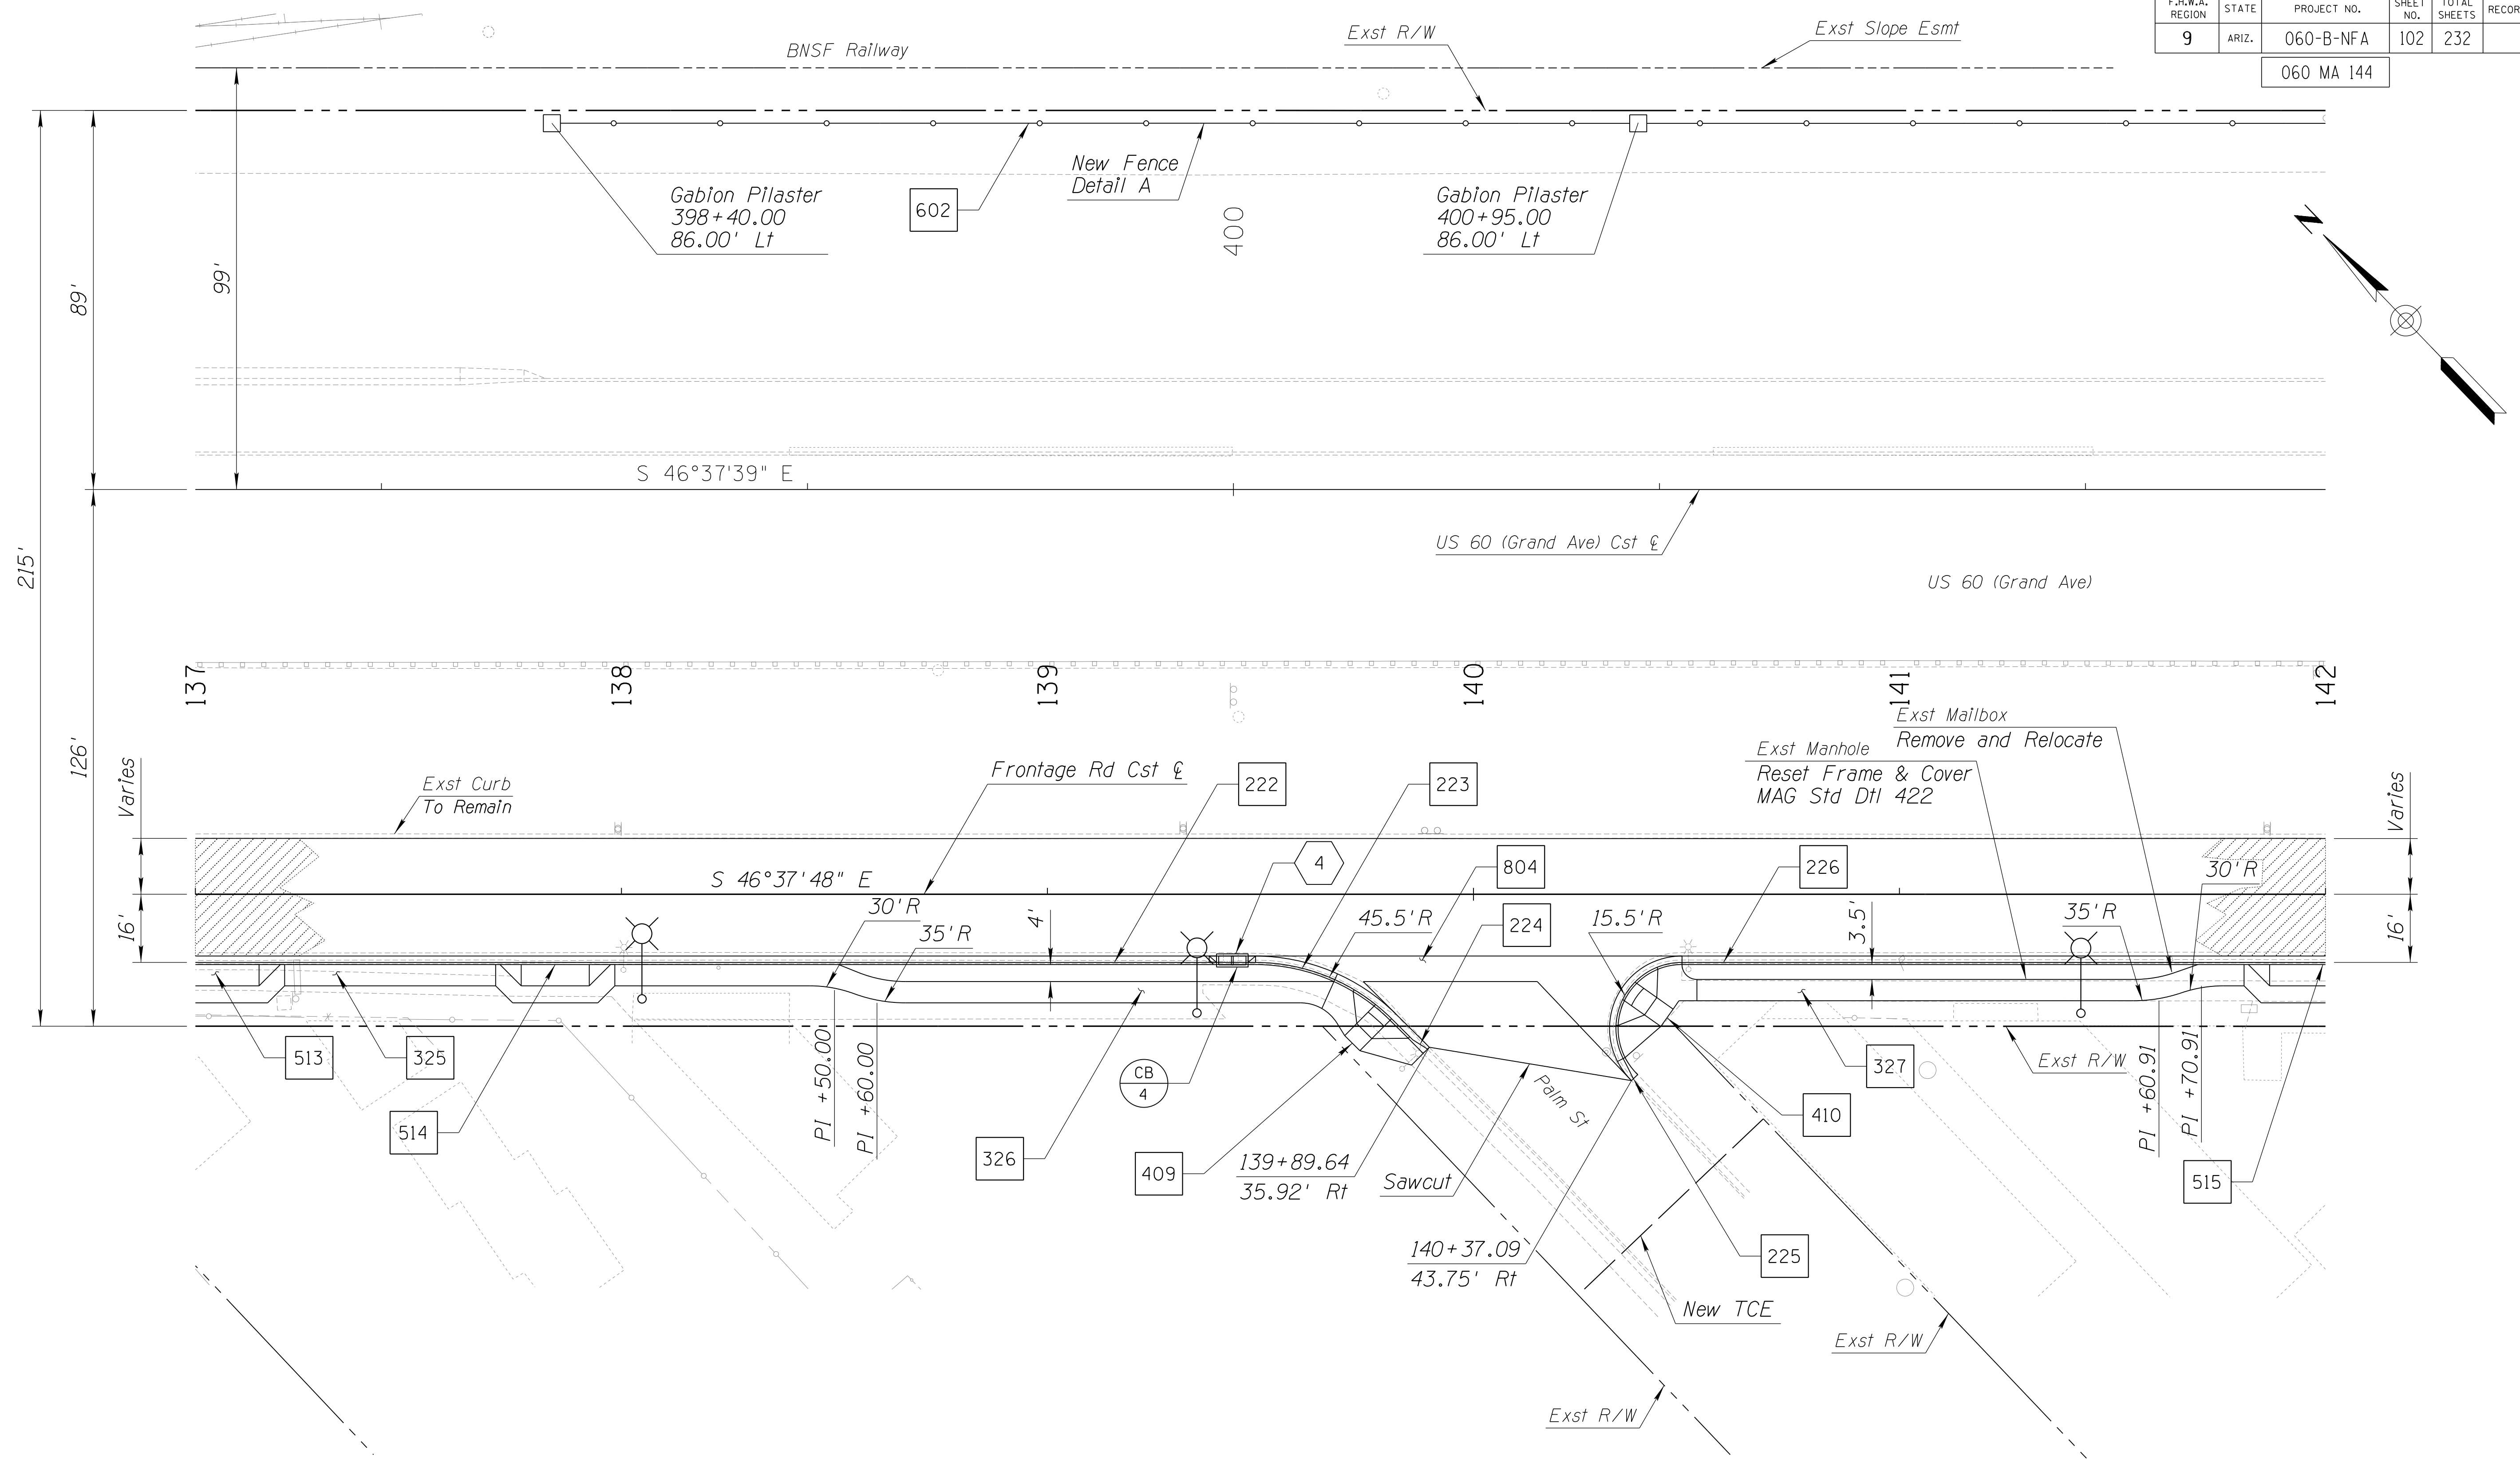 F.H.W.A. REGION STATE PROJECT NO. SHEET NO. TOTAL SHEETS
9 ARIZ. 060-B-NFA 102 232
060 MA 144
BNSF Railway
Exst R/W
Exst Slope Esmt
Gabion Pilaster
398+40.00
86.00' Lt
602
New Fence
Detail A
400
Gabion Pilaster
400+95.00
86.00' Lt
N
99'
89'
215'
126'
S 46°37'39" E
US 60 (Grand Ave) Cst ℄
US 60 (Grand Ave)
137
138
139
140
141
142
Varies
16'
Exst Curb
To Remain
Frontage Rd Cst ℄
222
223
Exst Manhole
Reset Frame & Cover
MAG Std Dtl 422
Exst Mailbox
Remove and Relocate
Varies
16'
S 46°37'48" E
4
804
226
30'R
30'R
35'R
4'
45.5'R
224
15.5'R
3.5'
35'R
513
325
514
PI +50.00
PI +60.00
326
CB
4
409
139+89.64
35.92' Rt
Sawcut
Palm St
140+37.09
43.75' Rt
225
410
327
Exst R/W
PI +60.91
PI +70.91
515
New TCE
Exst R/W
Exst R/W